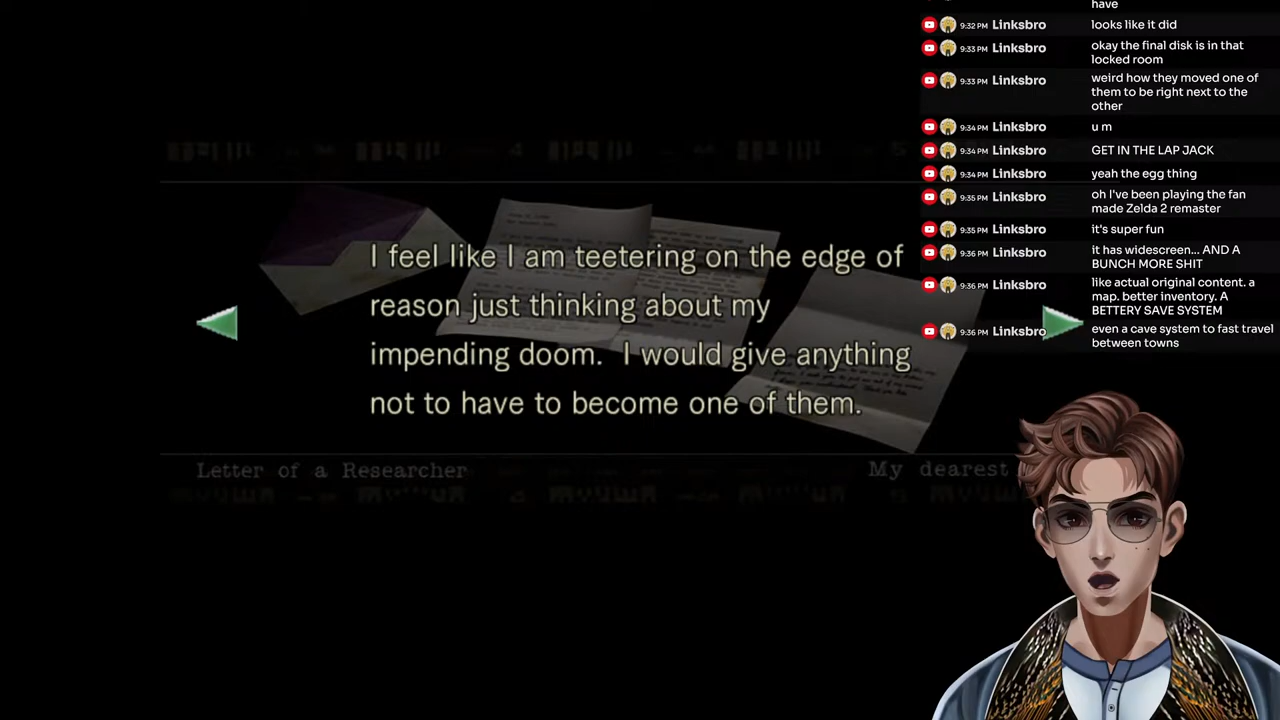 have
9:32 PM Linksbro looks like it did
9:33 PM Linksbro okay the final disk is in that
locked room
9:33 PM Linksbro weird how they moved one of
them to be right next to the
other
9:34 PM Linksbro u m
9:34 PM Linksbro GET IN THE LAP JACK
9:34 PM Linksbro yeah the egg thing
9:35 PM Linksbro oh I've been playing the fan
made Zelda 2 remaster
9:35 PM Linksbro it's super fun
9:36 PM Linksbro it has widescreen... AND A
BUNCH MORE SHIT
9:36 PM Linksbro like actual original content. a
map. better inventory. A
BETTERY SAVE SYSTEM
9:36 PM Linksbro even a cave system to fast travel
between towns
I feel like I am teetering on the edge of
reason just thinking about my
impending doom. I would give anything
not to have to become one of them.
Letter of a Researcher
My dearest